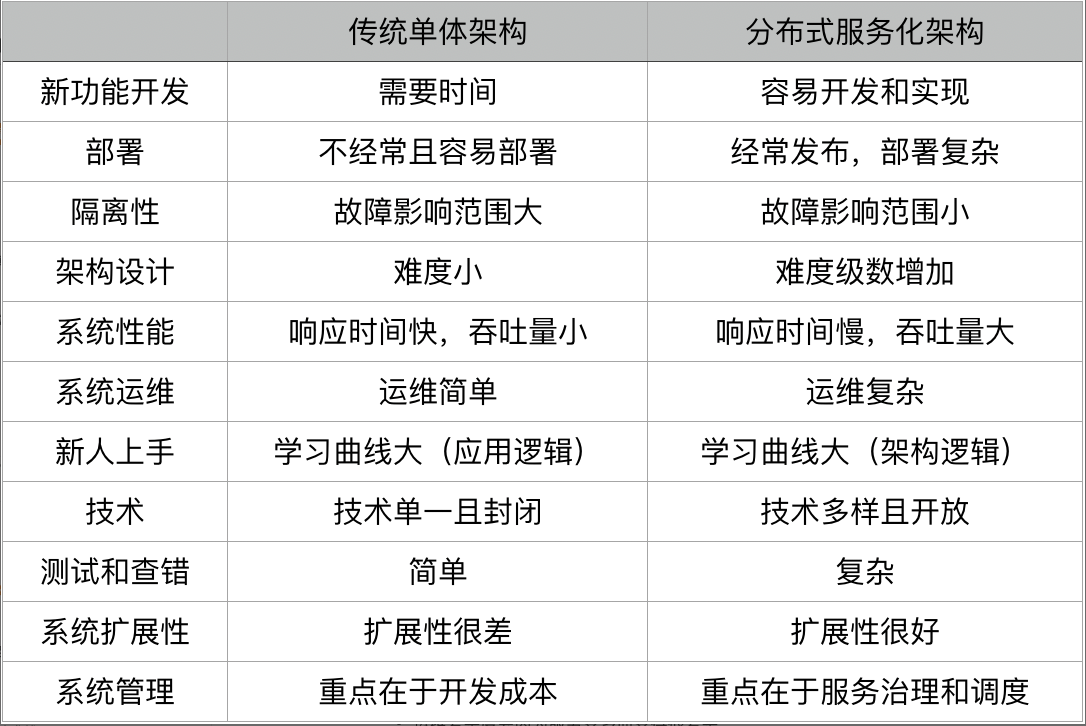 传统单体架构 分布式服务化架构
新功能开发 需要时间 容易开发和实现
部署 不经常且容易部署 经常发布，部署复杂
隔离性 故障影响范围大 故障影响范围小
架构设计 难度小 难度级数增加
系统性能 响应时间快，吞吐量小 响应时间慢，吞吐量大
系统运维 运维简单 运维复杂
新人上手 学习曲线大（应用逻辑） 学习曲线大（架构逻辑）
技术 技术单一且封闭 技术多样且开放
测试和查错 简单 复杂
系统扩展性 扩展性很差 扩展性很好
系统管理 重点在于开发成本 重点在于服务治理和调度